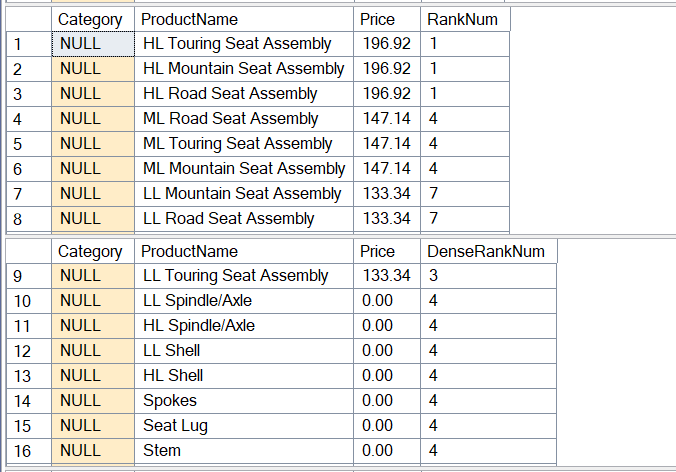 Category ProductName Price RankNum
1 NULL HL Touring Seat Assembly 196.92 1
2 NULL HL Mountain Seat Assembly 196.92 1
3 NULL HL Road Seat Assembly 196.92 1
4 NULL ML Road Seat Assembly 147.14 4
5 NULL ML Touring Seat Assembly 147.14 4
6 NULL ML Mountain Seat Assembly 147.14 4
7 NULL LL Mountain Seat Assembly 133.34 7
8 NULL LL Road Seat Assembly 133.34 7
Category ProductName Price DenseRankNum
9 NULL LL Touring Seat Assembly 133.34 3
10 NULL LL Spindle/Axle 0.00 4
11 NULL HL Spindle/Axle 0.00 4
12 NULL LL Shell 0.00 4
13 NULL HL Shell 0.00 4
14 NULL Spokes 0.00 4
15 NULL Seat Lug 0.00 4
16 NULL Stem 0.00 4